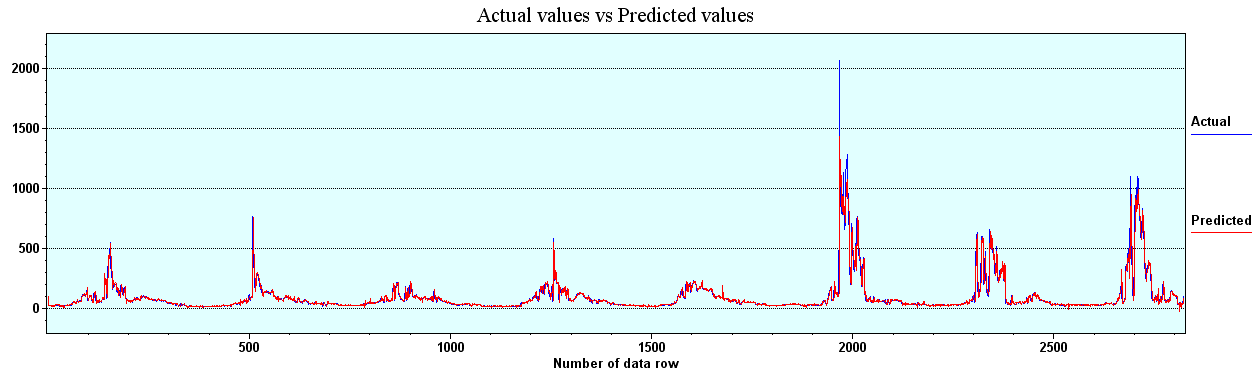 Actual values vs Predicted values
2000
1500
1000
500
0
Actual
Predicted
500
1000
1500
2000
2500
Number of data row